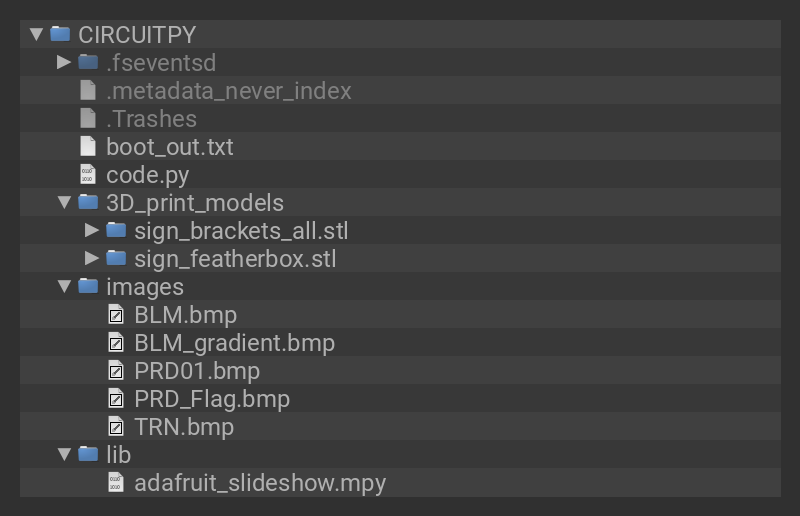 CIRCUITPY
.fseventsd
.metadata_never_index
.Trashes
boot_out.txt
code.py
3D_print_models
sign_brackets_all.stl
sign_featherbox.stl
images
BLM.bmp
BLM_gradient.bmp
PRD01.bmp
PRD_Flag.bmp
TRN.bmp
lib
adafruit_slideshow.mpy